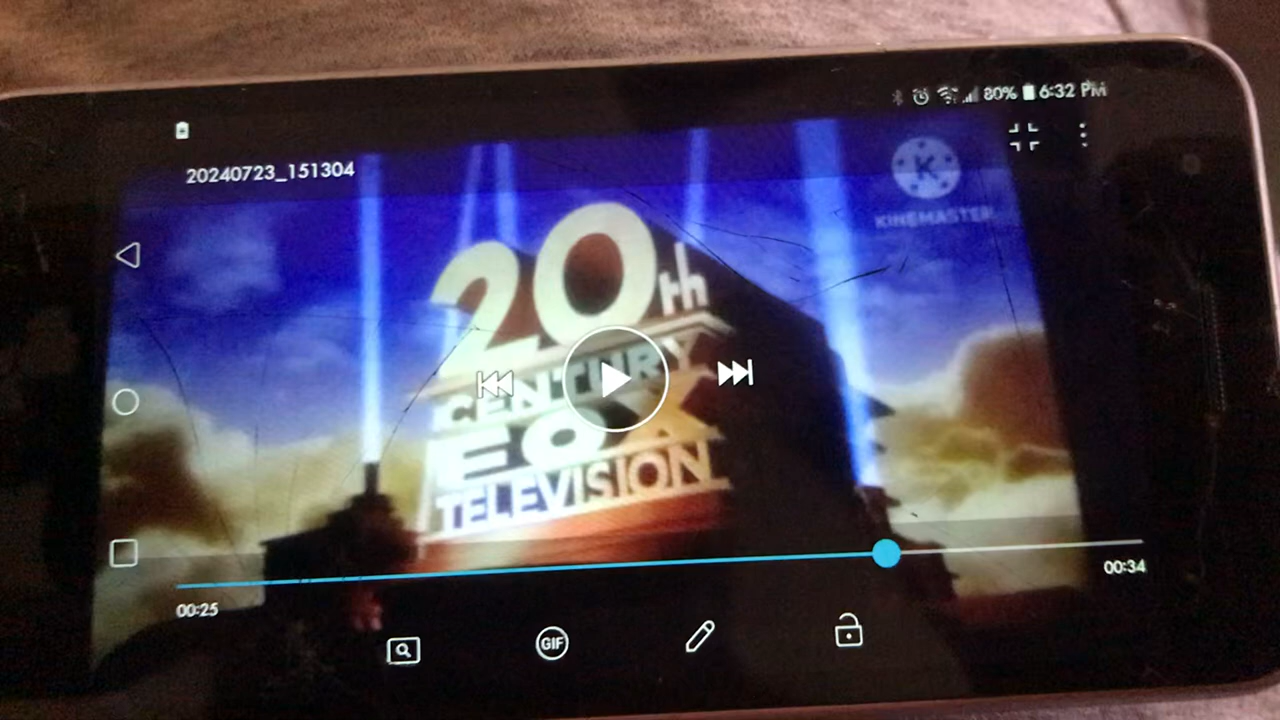 80% 6:32 PM
20240723_151304
K
KINEMASTER
20th
CENTURY
FOX
TELEVISION
00:25
00:34
GIF